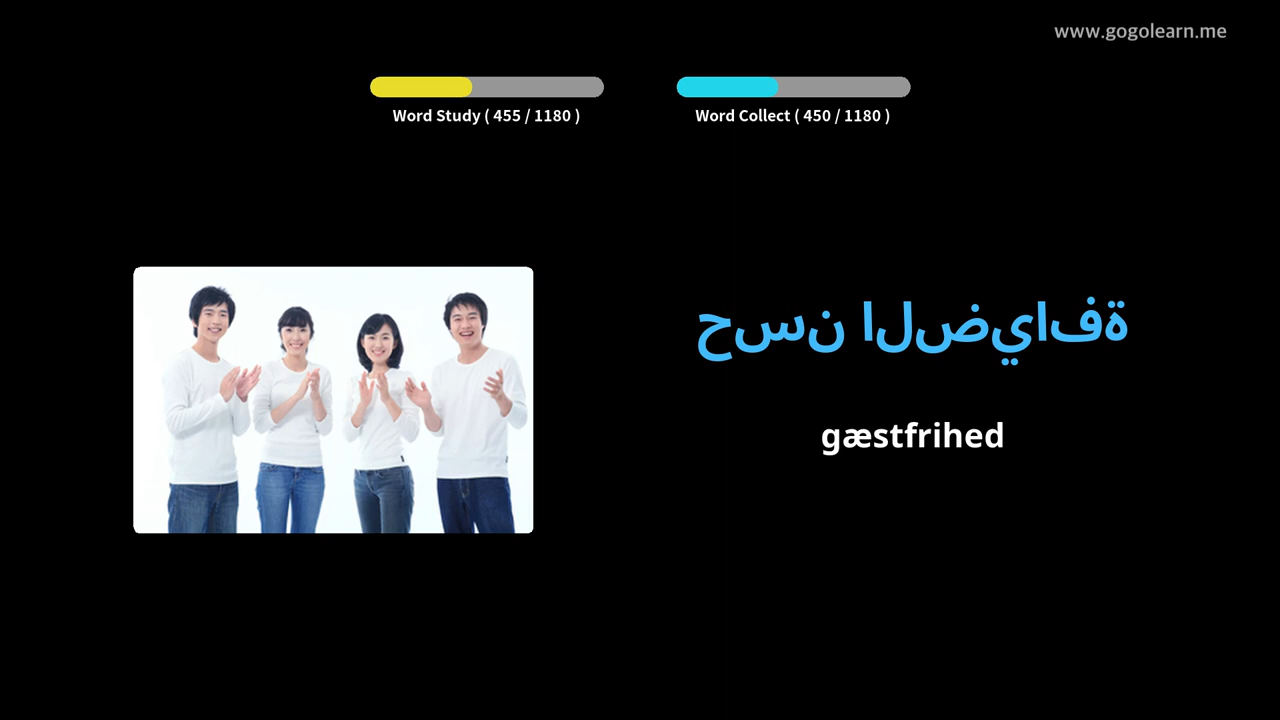 www.gogolearn.me
Word Study ( 455 / 1180 )
Word Collect ( 450 / 1180 )
حسن الضيافة
gæstfrihed